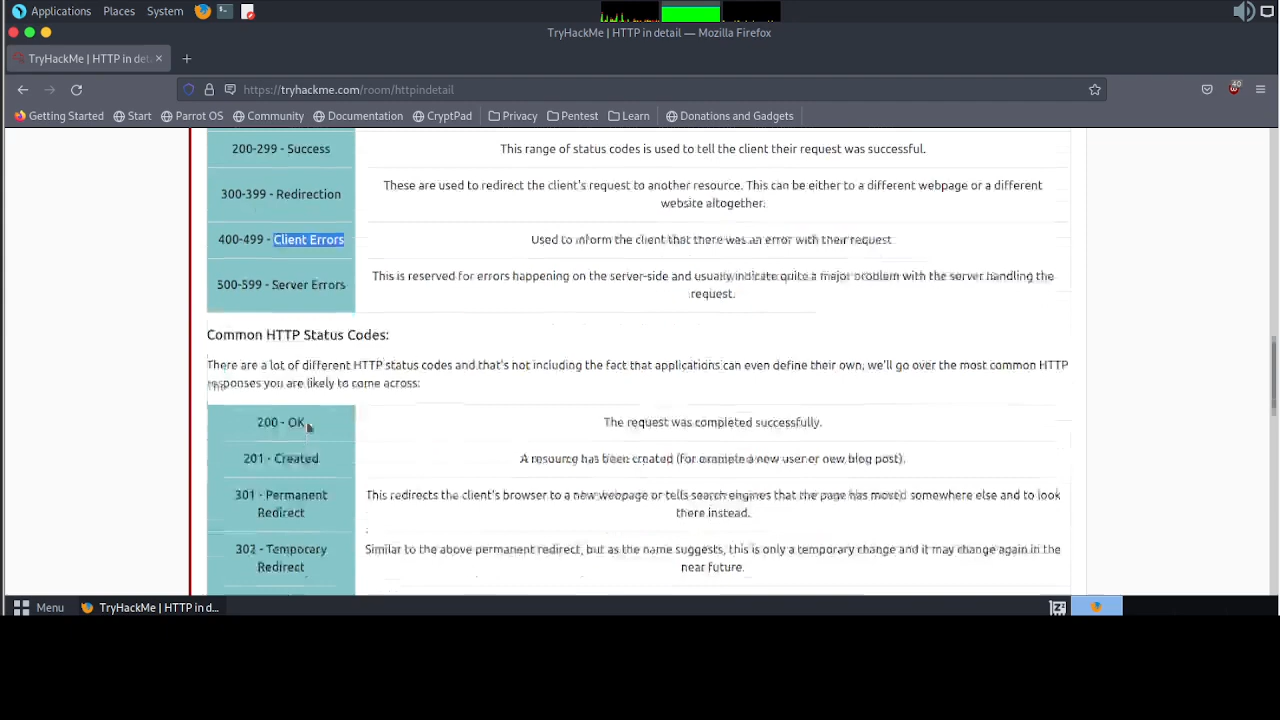 Applications Places System
TryHackMe | HTTP in detail — Mozilla Firefox
TryHackMe | HTTP in det
https://tryhackme.com/room/httpindetail
40
Getting Started Start Parrot OS Community Documentation CryptPad Privacy Pentest Learn Donations and Gadgets
200-299 - Success This range of status codes is used to tell the client their request was successful.
300-399 - Redirection These are used to redirect the client's request to another resource. This can be either to a different webpage or a different
website altogether.
400-499 - Client Errors Used to inform the client that there was an error with their request.
500-599 - Server Errors This is reserved for errors happening on the server-side and usually indicate quite a major problem with the server handling the
request.
Common HTTP Status Codes:
There are a lot of different HTTP status codes and that's not including the fact that applications can even define their own, we'll go over the most common HTTP
responses you are likely to come across:
200 - OK The request was completed successfully.
201 - Created A resource has been created (for example a new user or new blog post).
301 - Permanent This redirects the client's browser to a new webpage or tells search engines that the page has moved somewhere else and to look
Redirect there instead.
302 - Temporary Similar to the above permanent redirect, but as the name suggests, this is only a temporary change and it may change again in the
Redirect near future.
Menu TryHackMe | HTTP in d...